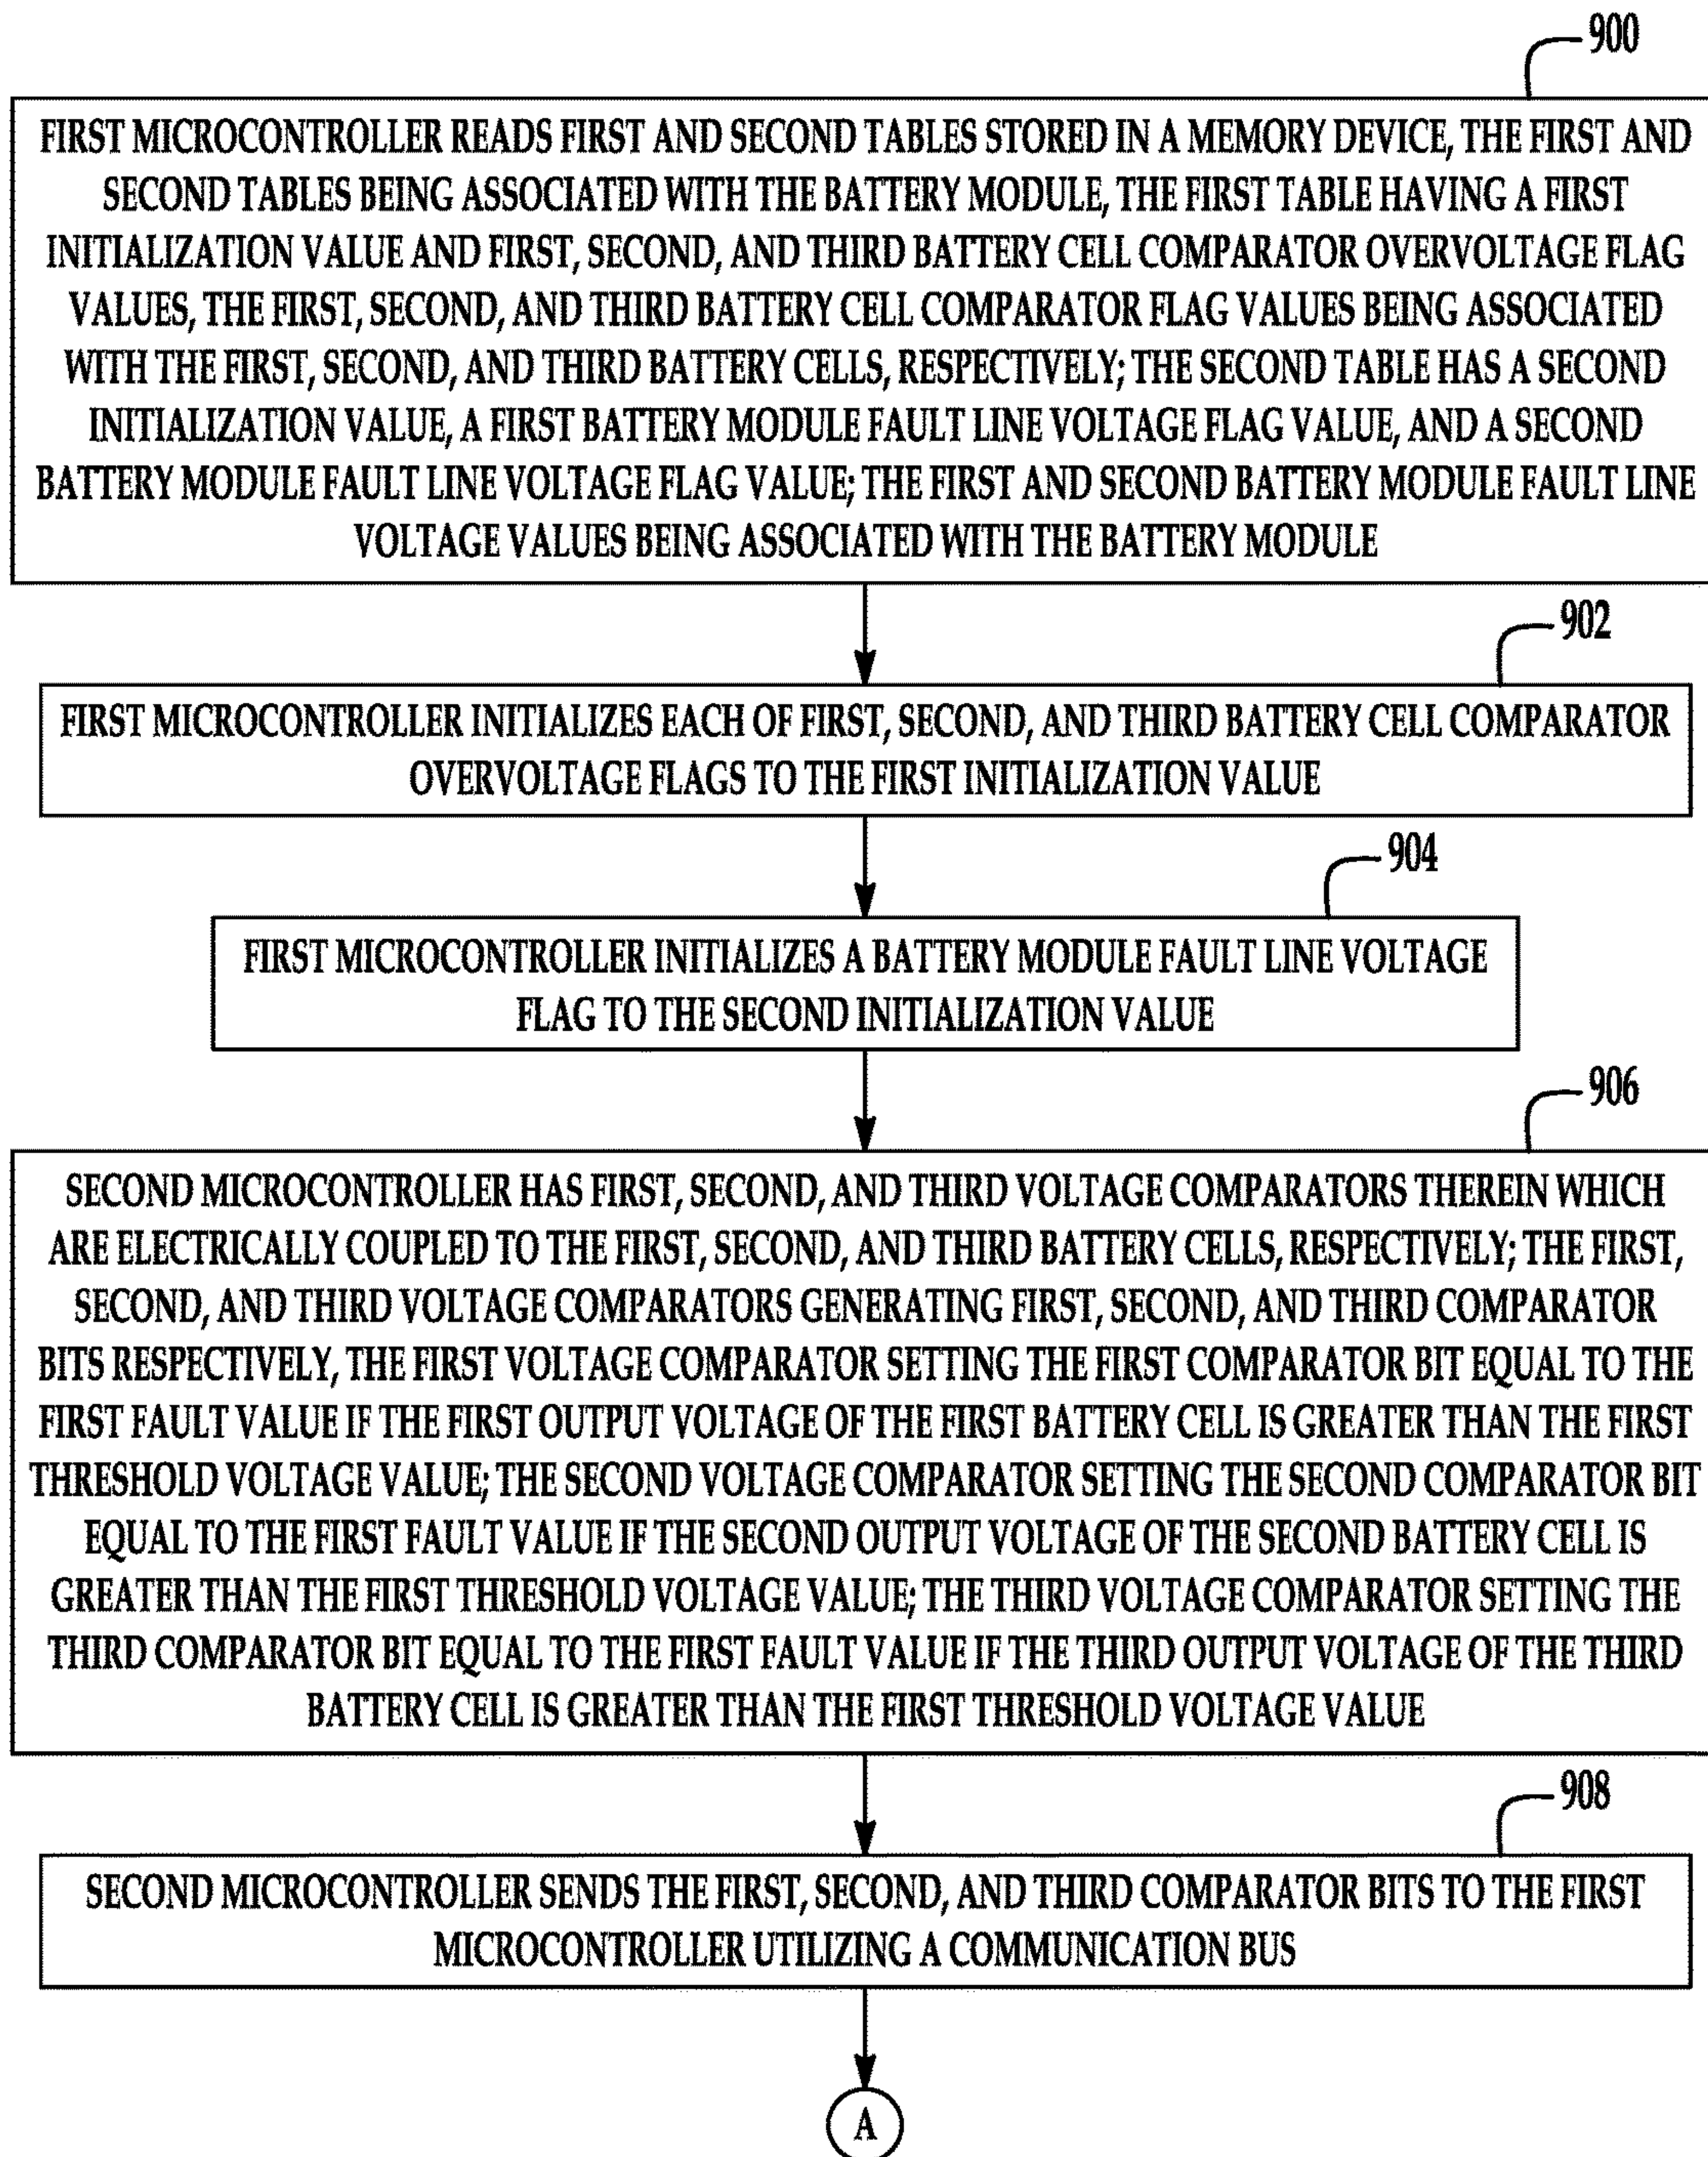 900
FIRST MICROCONTROLLER READS FIRST AND SECOND TABLES STORED IN A MEMORY DEVICE, THE FIRST AND
SECOND TABLES BEING ASSOCIATED WITH THE BATTERY MODULE, THE FIRST TABLE HAVING A FIRST
INITIALIZATION VALUE AND FIRST, SECOND, AND THIRD BATTERY CELL COMPARATOR OVERVOLTAGE FLAG
VALUES, THE FIRST, SECOND, AND THIRD BATTERY CELL COMPARATOR FLAG VALUES BEING ASSOCIATED
WITH THE FIRST, SECOND, AND THIRD BATTERY CELLS, RESPECTIVELY; THE SECOND TABLE HAS A SECOND
INITIALIZATION VALUE, A FIRST BATTERY MODULE FAULT LINE VOLTAGE FLAG VALUE, AND A SECOND
BATTERY MODULE FAULT LINE VOLTAGE FLAG VALUE; THE FIRST AND SECOND BATTERY MODULE FAULT LINE
VOLTAGE VALUES BEING ASSOCIATED WITH THE BATTERY MODULE
902
FIRST MICROCONTROLLER INITIALIZES EACH OF FIRST, SECOND, AND THIRD BATTERY CELL COMPARATOR
OVERVOLTAGE FLAGS TO THE FIRST INITIALIZATION VALUE
904
FIRST MICROCONTROLLER INITIALIZES A BATTERY MODULE FAULT LINE VOLTAGE
FLAG TO THE SECOND INITIALIZATION VALUE
906
SECOND MICROCONTROLLER HAS FIRST, SECOND, AND THIRD VOLTAGE COMPARATORS THEREIN WHICH
ARE ELECTRICALLY COUPLED TO THE FIRST, SECOND, AND THIRD BATTERY CELLS, RESPECTIVELY; THE FIRST,
SECOND, AND THIRD VOLTAGE COMPARATORS GENERATING FIRST, SECOND, AND THIRD COMPARATOR
BITS RESPECTIVELY, THE FIRST VOLTAGE COMPARATOR SETTING THE FIRST COMPARATOR BIT EQUAL TO THE
FIRST FAULT VALUE IF THE FIRST OUTPUT VOLTAGE OF THE FIRST BATTERY CELL IS GREATER THAN THE FIRST
THRESHOLD VOLTAGE VALUE; THE SECOND VOLTAGE COMPARATOR SETTING THE SECOND COMPARATOR BIT
EQUAL TO THE FIRST FAULT VALUE IF THE SECOND OUTPUT VOLTAGE OF THE SECOND BATTERY CELL IS
GREATER THAN THE FIRST THRESHOLD VOLTAGE VALUE; THE THIRD VOLTAGE COMPARATOR SETTING THE
THIRD COMPARATOR BIT EQUAL TO THE FIRST FAULT VALUE IF THE THIRD OUTPUT VOLTAGE OF THE THIRD
BATTERY CELL IS GREATER THAN THE FIRST THRESHOLD VOLTAGE VALUE
908
SECOND MICROCONTROLLER SENDS THE FIRST, SECOND, AND THIRD COMPARATOR BITS TO THE FIRST
MICROCONTROLLER UTILIZING A COMMUNICATION BUS
A